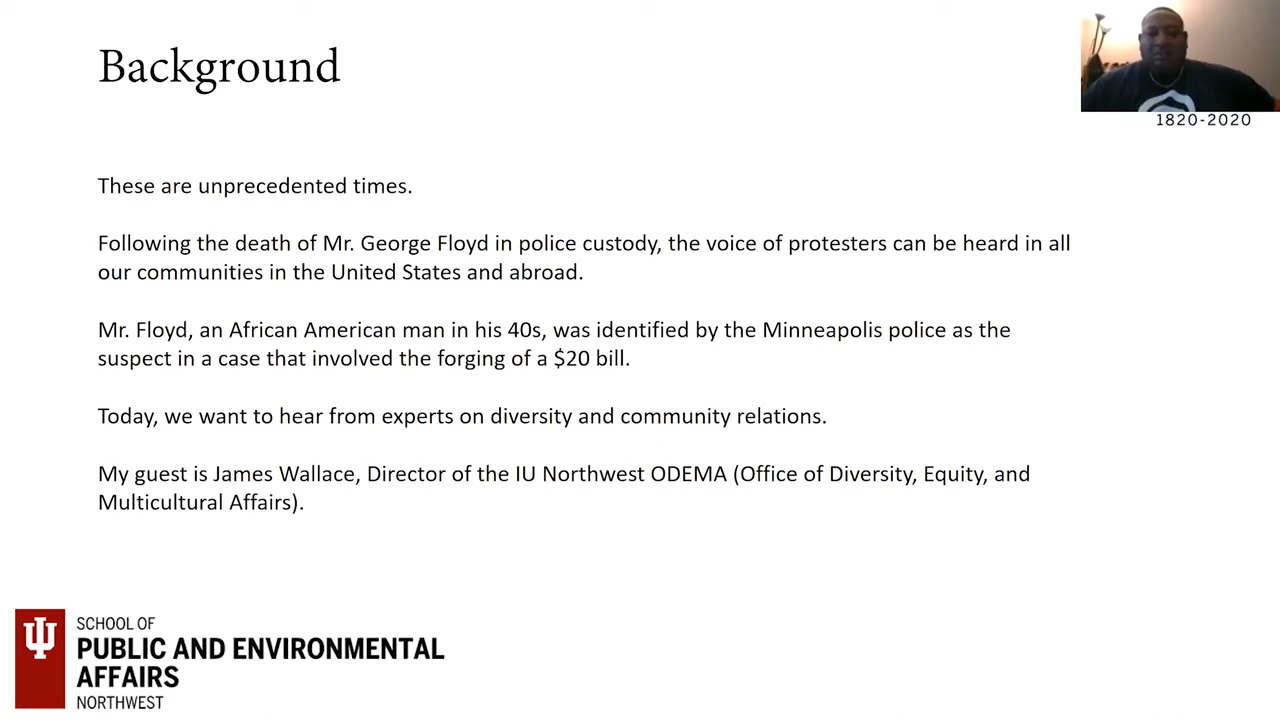 Background
1820-2020
These are unprecedented times.
Following the death of Mr. George Floyd in police custody, the voice of protesters can be heard in all
our communities in the United States and abroad.
Mr. Floyd, an African American man in his 40s, was identified by the Minneapolis police as the
suspect in a case that involved the forging of a $20 bill.
Today, we want to hear from experts on diversity and community relations.
My guest is James Wallace, Director of the IU Northwest ODEMA (Office of Diversity, Equity, and
Multicultural Affairs).
SCHOOL OF
PUBLIC AND ENVIRONMENTAL
AFFAIRS
NORTHWEST